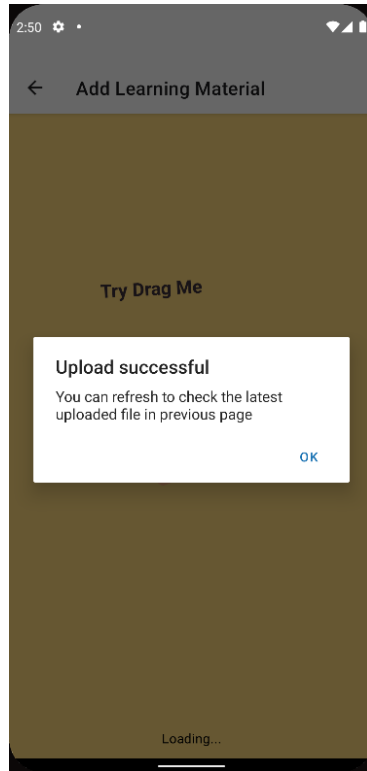 2:50
Add Learning Material
Try Drag Me
Upload successful
You can refresh to check the latest
uploaded file in previous page
OK
Loading...